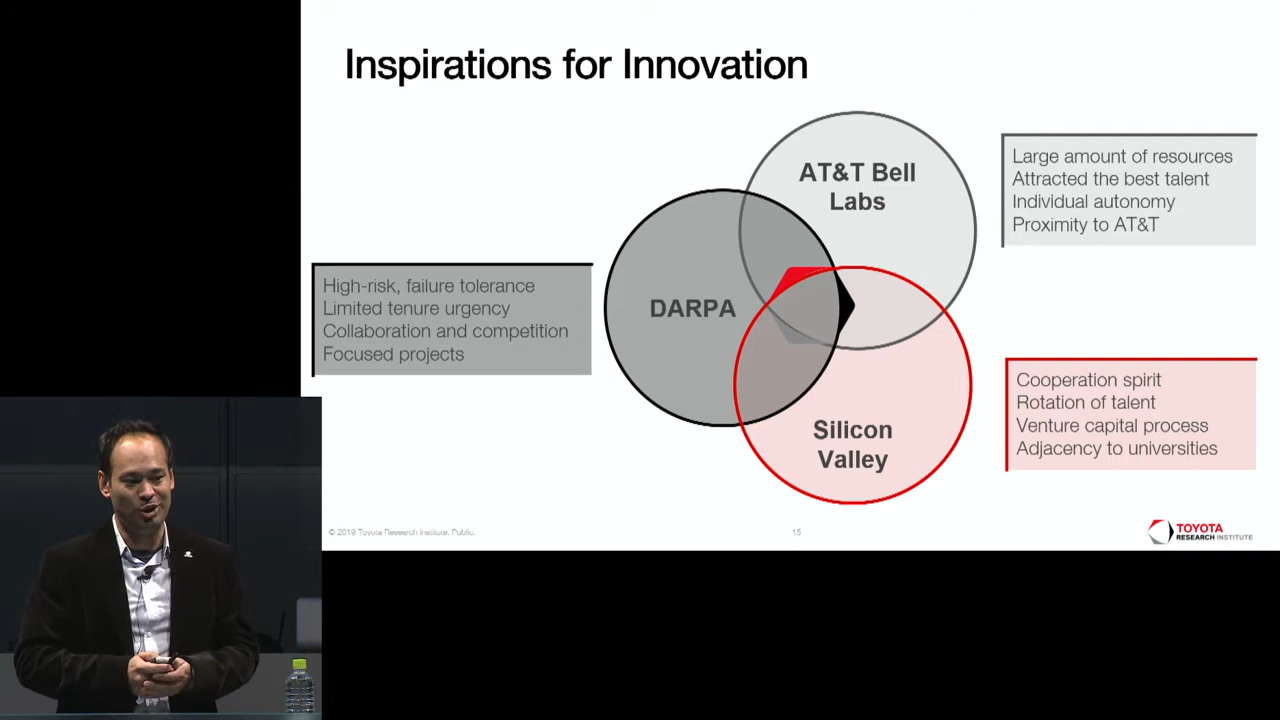 Inspirations for Innovation
AT&T Bell
Labs
Large amount of resources
Attracted the best talent
Individual autonomy
Proximity to AT&T
High-risk, failure tolerance
Limited tenure urgency
Collaboration and competition
Focused projects
DARPA
Cooperation spirit
Rotation of talent
Venture capital process
Adjacency to universities
Silicon
Valley
© 2019 Toyota Research Institute. Public.
15
TOYOTA
RESEARCH INSTITUTE